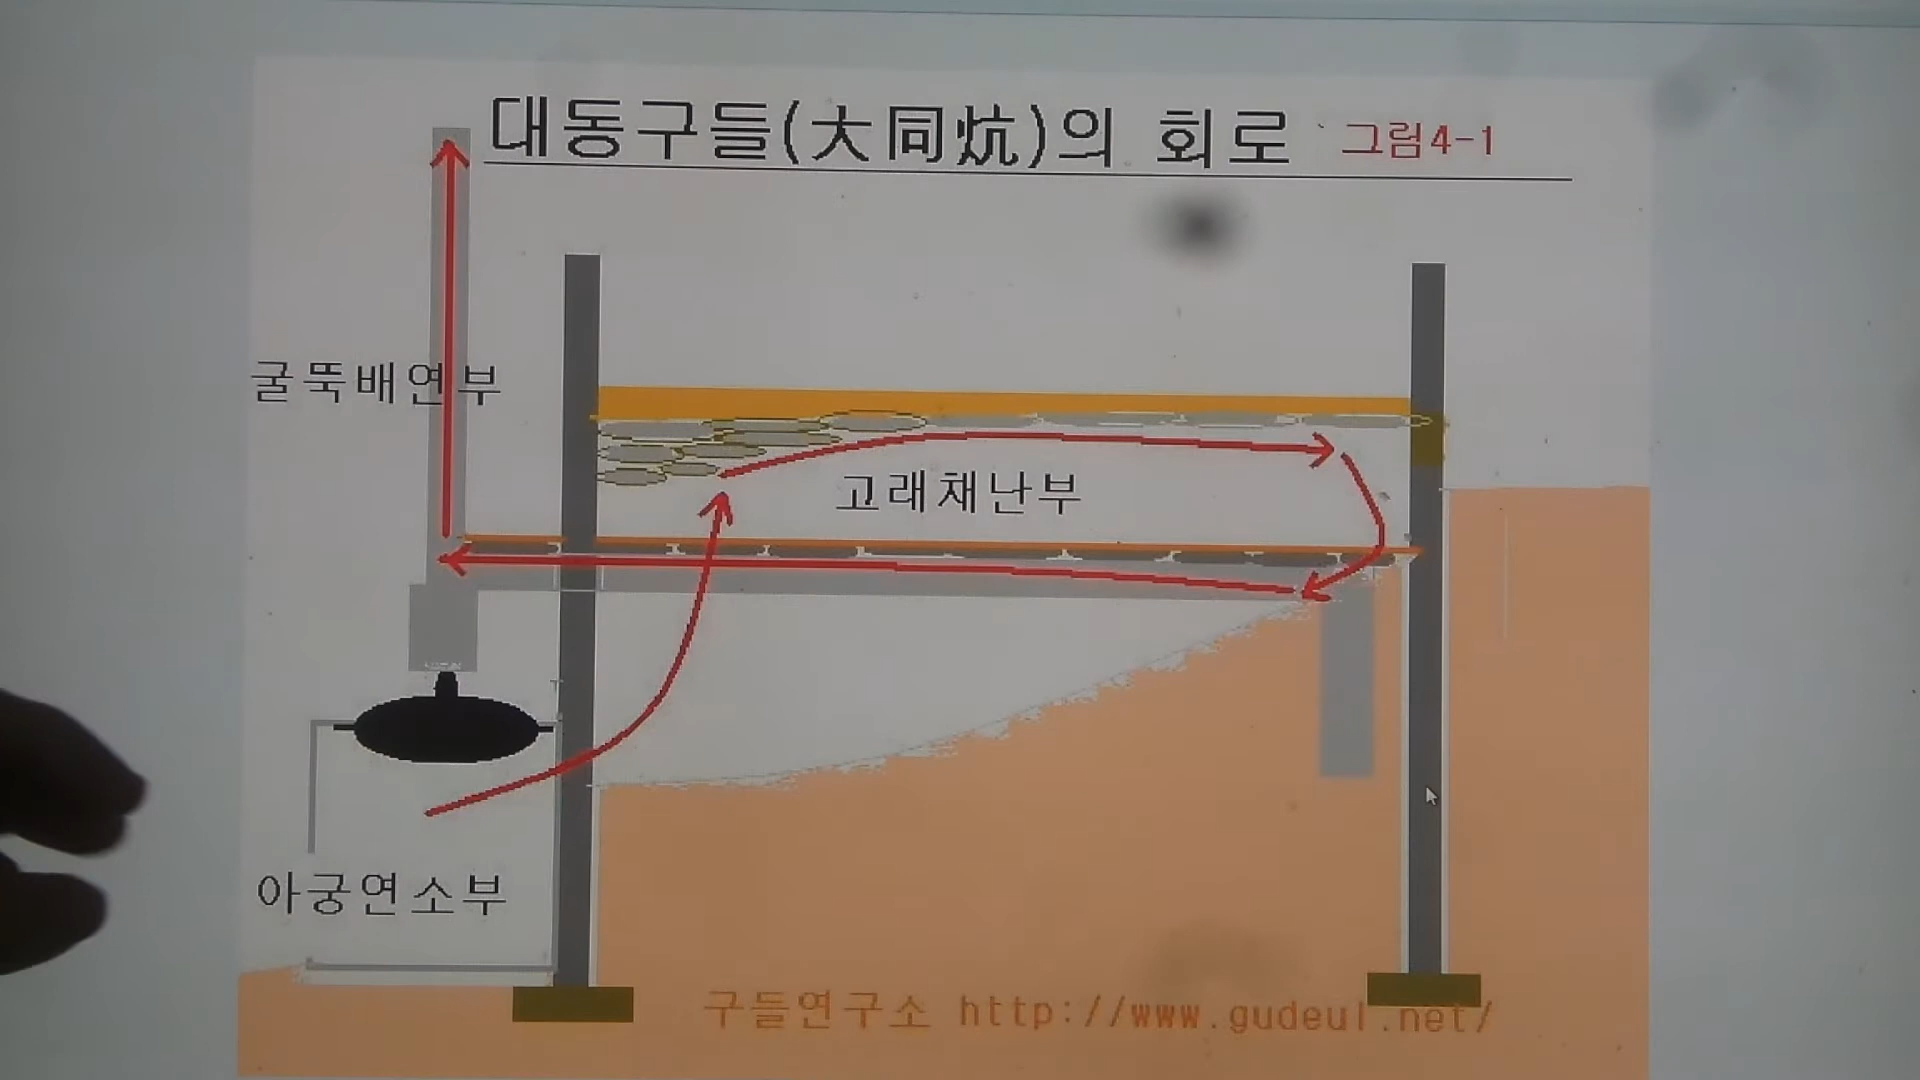 대동구들(大同炕)의 회로 그림4-1
굴뚝배연부
고래채난부
아궁연소부
구들연구소 http://www.gudeul.net/